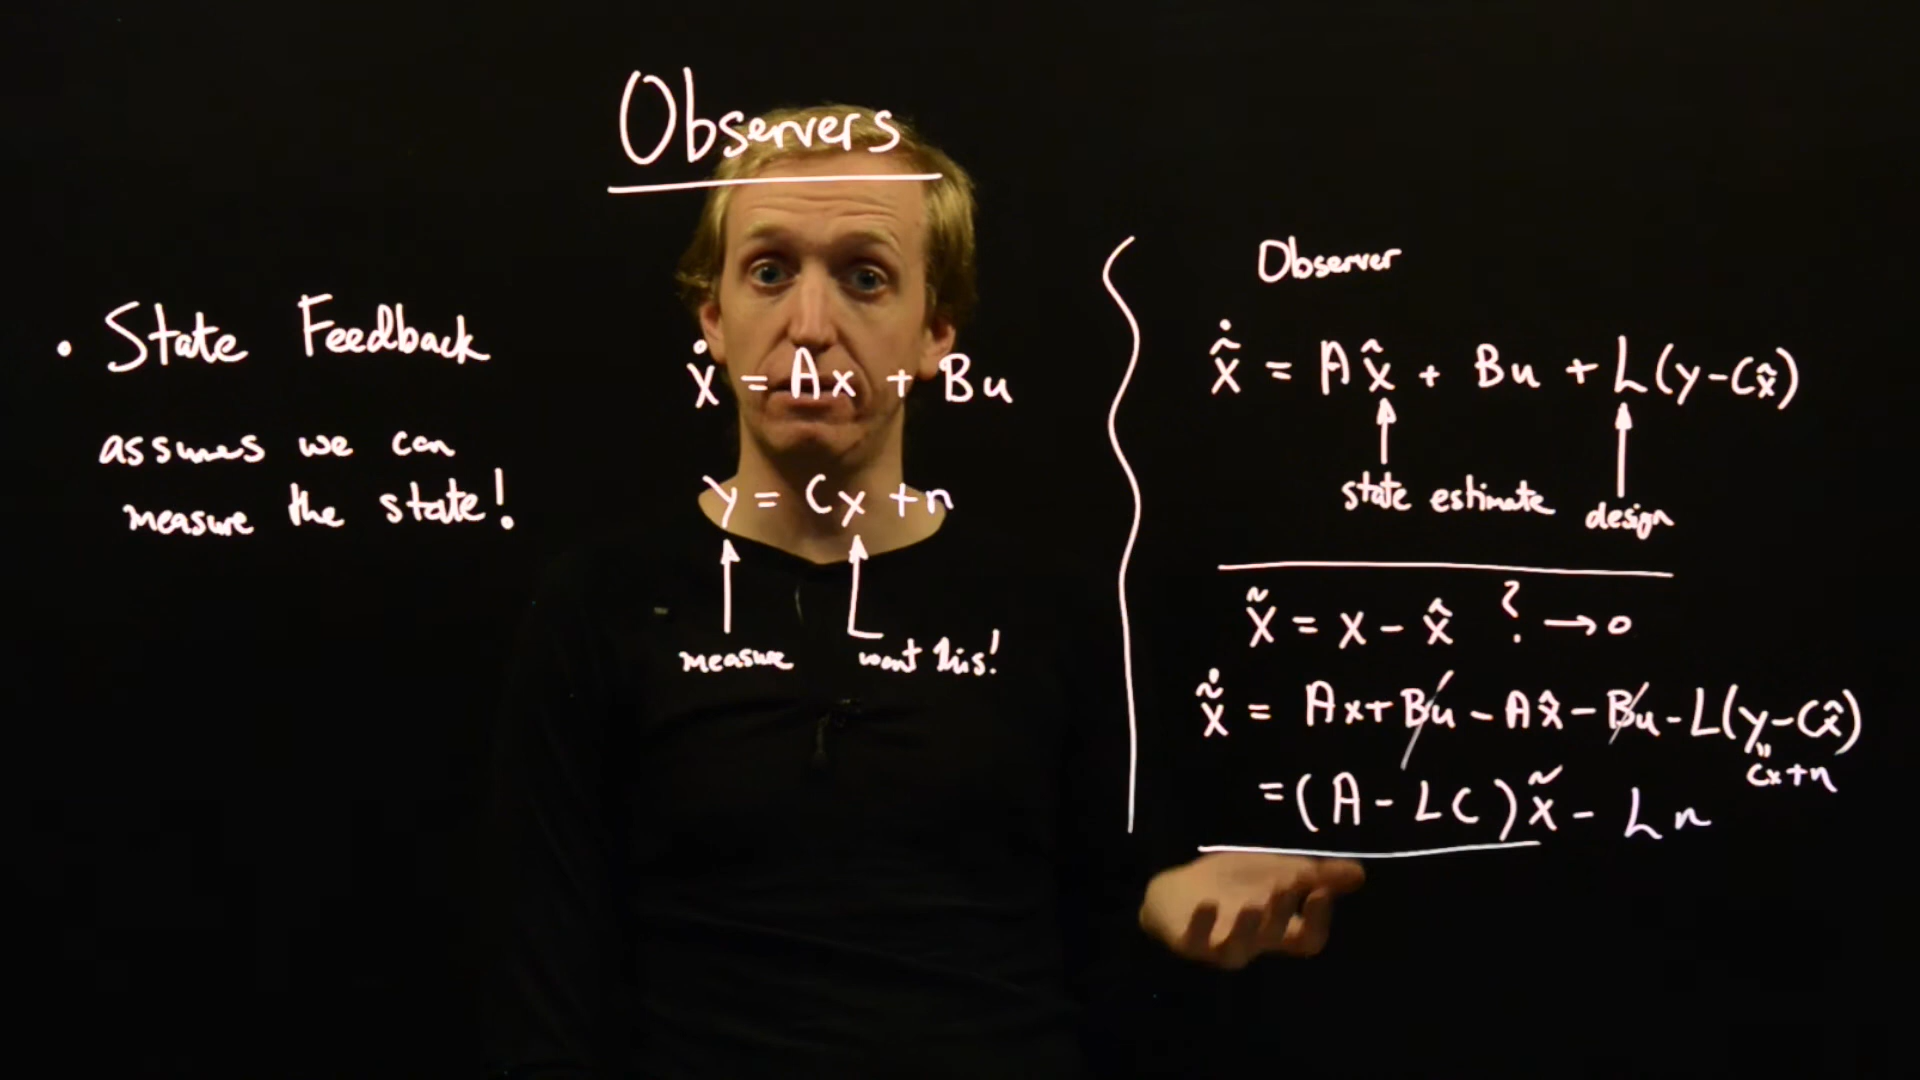 Observers
• State Feedback
assumes we can
measure the state!
ẋ = Ax + Bu
y = Cx + n
measure
want this!
Observer
x̂̇ = Ax̂ + Bu + L(y-Cx̂)
state estimate
design
x̃ = x - x̂ ? → 0
x̃̇ = Ax + Bu - Ax̂ - Bu - L(y-Cx̂)
"
Cx+n
= (A - LC)x̃ - Ln